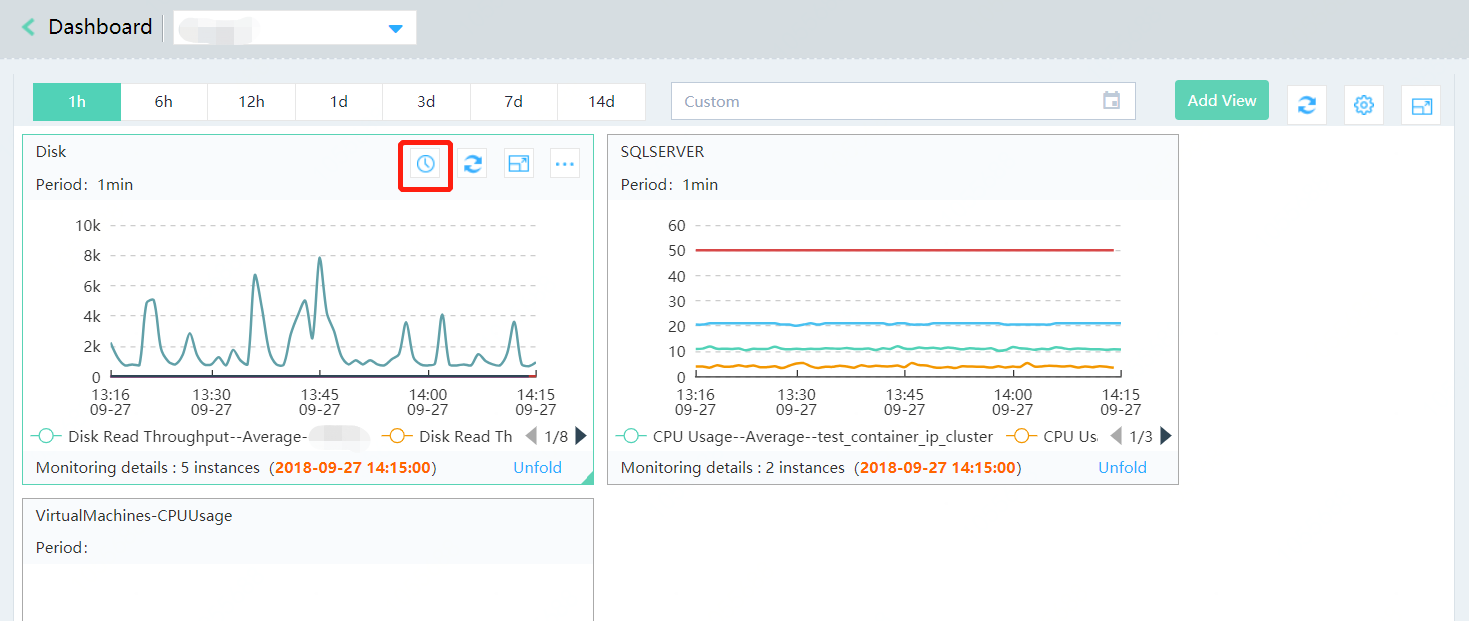 Dashboard
1h 6h 12h 1d 3d 7d 14d Custom Add View
Disk
Period: 1min
10k
8k
6k
4k
2k
0
13:16 13:30 13:45 14:00 14:15
09-27 09-27 09-27 09-27 09-27
Disk Read Throughput--Average- Disk Read Th 1/8
Monitoring details : 5 instances (2018-09-27 14:15:00) Unfold
SQLSERVER
Period: 1min
60
50
40
30
20
10
0
13:16 13:30 13:45 14:00 14:15
09-27 09-27 09-27 09-27 09-27
CPU Usage--Average--test_container_ip_cluster CPU Us 1/3
Monitoring details : 2 instances (2018-09-27 14:15:00) Unfold
VirtualMachines-CPUUsage
Period: